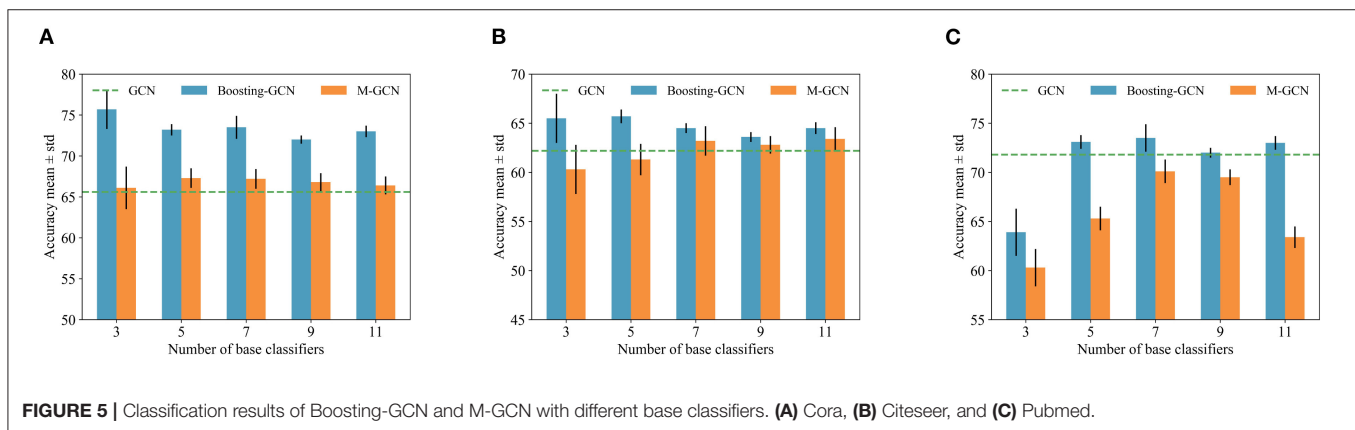 A
Accuracy mean ± std
80
75
70
65
60
55
50
GCN Boosting-GCN M-GCN
3 5 7 9 11
Number of base classifiers
B
Accuracy mean ± std
70
65
60
55
50
45
GCN Boosting-GCN M-GCN
3 5 7 9 11
Number of base classifiers
C
Accuracy mean ± std
80
75
70
65
60
55
GCN Boosting-GCN M-GCN
3 5 7 9 11
Number of base classifiers
FIGURE 5 | Classification results of Boosting-GCN and M-GCN with different base classifiers. (A) Cora, (B) Citeseer, and (C) Pubmed.